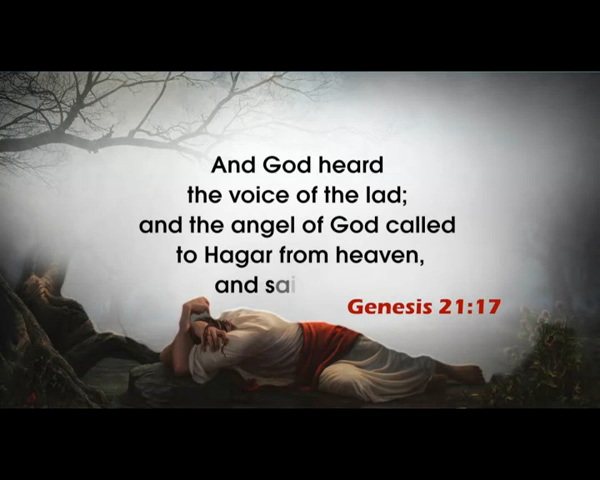 And God heard
the voice of the lad;
and the angel of God called
to Hagar from heaven,
and sai
Genesis 21:17